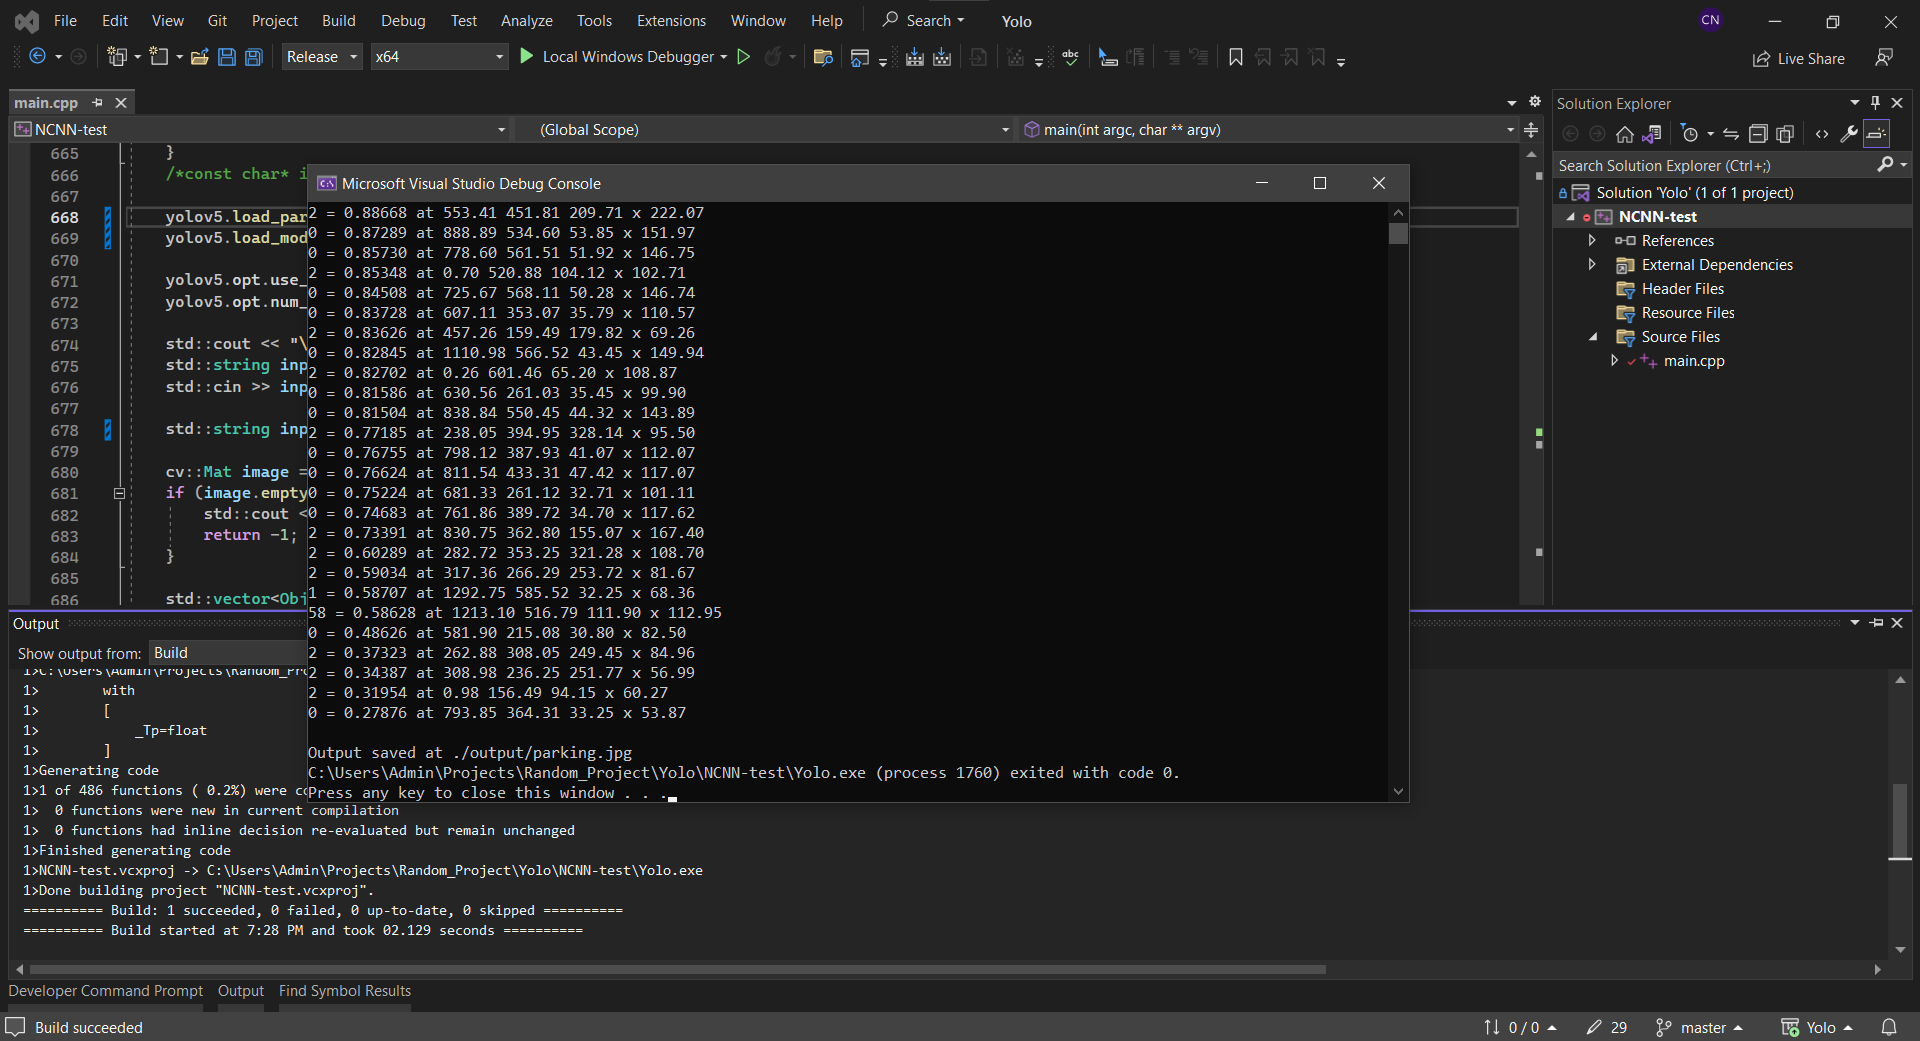 File Edit View Git Project Build Debug Test Analyze Tools Extensions Window Help Search Yolo CN
Release x64 Local Windows Debugger Live Share
main.cpp
NCNN-test (Global Scope) main(int argc, char ** argv)
665 }
666 /*const char* i
667
668 yolov5.load_par
669 yolov5.load_mod
670
671 yolov5.opt.use_
672 yolov5.opt.num_
673
674 std::cout << "\
675 std::string inp
676 std::cin >> inp
677
678 std::string inp
679
680 cv::Mat image =
681 if (image.empty
682 std::cout <
683 return -1;
684 }
685
686 std::vector<Obj
Microsoft Visual Studio Debug Console
2 = 0.88668 at 553.41 451.81 209.71 x 222.07
0 = 0.87289 at 888.89 534.60 53.85 x 151.97
0 = 0.85730 at 778.60 561.51 51.92 x 146.75
2 = 0.85348 at 0.70 520.88 104.12 x 102.71
0 = 0.84508 at 725.67 568.11 50.28 x 146.74
0 = 0.83728 at 607.11 353.07 35.79 x 110.57
2 = 0.83626 at 457.26 159.49 179.82 x 69.26
0 = 0.82845 at 1110.98 566.52 43.45 x 149.94
2 = 0.82702 at 0.26 601.46 65.20 x 108.87
0 = 0.81586 at 630.56 261.03 35.45 x 99.90
0 = 0.81504 at 838.84 550.45 44.32 x 143.89
2 = 0.77185 at 238.05 394.95 328.14 x 95.50
0 = 0.76755 at 798.12 387.93 41.07 x 112.07
0 = 0.76624 at 811.54 433.31 47.42 x 117.07
0 = 0.75224 at 681.33 261.12 32.71 x 101.11
0 = 0.74683 at 761.86 389.72 34.70 x 117.62
2 = 0.73391 at 830.75 362.80 155.07 x 167.40
2 = 0.60289 at 282.72 353.25 321.28 x 108.70
2 = 0.59034 at 317.36 266.29 253.72 x 81.67
1 = 0.58707 at 1292.75 585.52 32.25 x 68.36
58 = 0.58628 at 1213.10 516.79 111.90 x 112.95
0 = 0.48626 at 581.90 215.08 30.80 x 82.50
2 = 0.37323 at 262.88 308.05 249.45 x 84.96
2 = 0.34387 at 308.98 236.25 251.77 x 56.99
2 = 0.31954 at 0.98 156.49 94.15 x 60.27
0 = 0.27876 at 793.85 364.31 33.25 x 53.87
Output saved at ./output/parking.jpg
C:\Users\Admin\Projects\Random_Project\Yolo\NCNN-test\Yolo.exe (process 1760) exited with code 0.
Press any key to close this window . . .
Solution Explorer
Search Solution Explorer (Ctrl+;)
Solution 'Yolo' (1 of 1 project)
NCNN-test
References
External Dependencies
Header Files
Resource Files
Source Files
main.cpp
Output
Show output from: Build
1>C:\Users\Admin\Projects\Random_Pro
1> with
1> [
1> _Tp=float
1> ]
1>Generating code
1>1 of 486 functions ( 0.2%) were co
1> 0 functions were new in current compilation
1> 0 functions had inline decision re-evaluated but remain unchanged
1>Finished generating code
1>NCNN-test.vcxproj -> C:\Users\Admin\Projects\Random_Project\Yolo\NCNN-test\Yolo.exe
1>Done building project "NCNN-test.vcxproj".
========== Build: 1 succeeded, 0 failed, 0 up-to-date, 0 skipped ==========
========== Build started at 7:28 PM and took 02.129 seconds ==========
Developer Command Prompt Output Find Symbol Results
Build succeeded 0 / 0 29 master Yolo